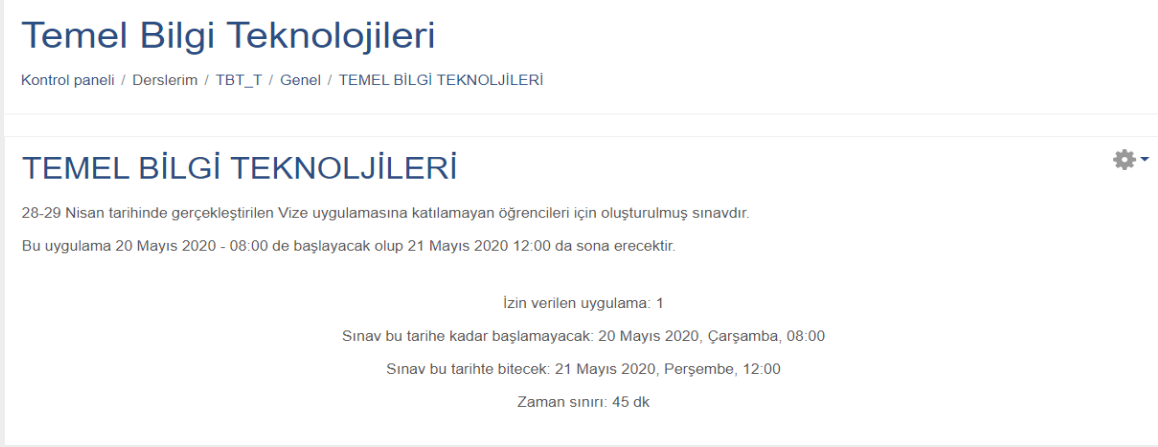 Temel Bilgi Teknolojileri
Kontrol paneli / Derslerim / TBT_T / Genel / TEMEL BİLGİ TEKNOLJİLERİ
TEMEL BİLGİ TEKNOLJİLERİ
28-29 Nisan tarihinde gerçekleştirilen Vize uygulamasına katılamayan öğrencileri için oluşturulmuş sınavdır.
Bu uygulama 20 Mayıs 2020 - 08:00 de başlayacak olup 21 Mayıs 2020 12:00 da sona erecektir.
İzin verilen uygulama: 1
Sınav bu tarihe kadar başlamayacak: 20 Mayıs 2020, Çarşamba, 08:00
Sınav bu tarihte bitecek: 21 Mayıs 2020, Perşembe, 12:00
Zaman sınırı: 45 dk